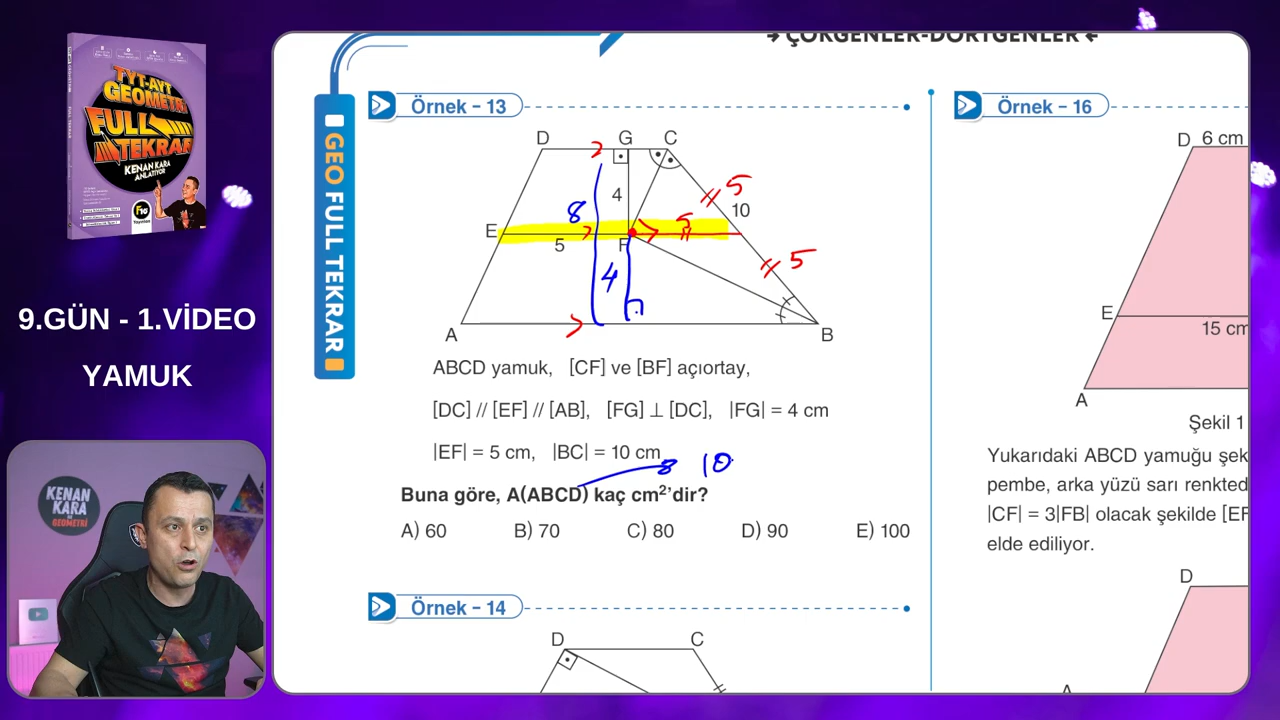 TYT-AYT
GEOMETRİ
FULL
TEKRAR
KENAN KARA
ANLATIYOR
9.GÜN - 1.VİDEO
YAMUK
KENAN
KARA
ile
GEOMETRİ
GEO FULL TEKRAR
ÇOKGENLER-DÖRTGENLER
Örnek – 13
D G C
4
8
5
10
E 5 F
5
4
5
A B
ABCD yamuk, [CF] ve [BF] açıortay,
[DC] // [EF] // [AB], [FG] ⊥ [DC], |FG| = 4 cm
|EF| = 5 cm, |BC| = 10 cm
8 10
Buna göre, A(ABCD) kaç cm²'dir?
A) 60 B) 70 C) 80 D) 90 E) 100
Örnek – 14
D C
Örnek – 16
D 6 cm
E
15 cm
A
Şekil 1
Yukarıdaki ABCD yamuğu şek
pembe, arka yüzü sarı renkted
|CF| = 3|FB| olacak şekilde [EF
elde ediliyor.
D
A